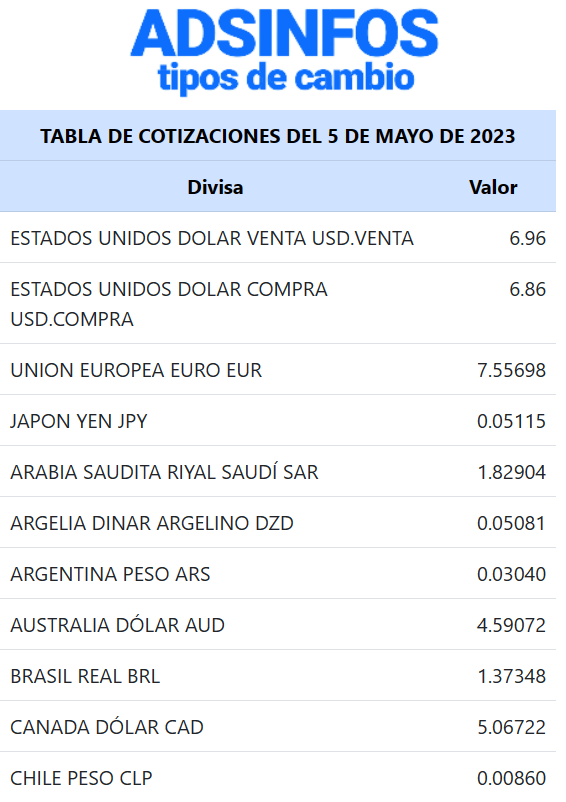 ADSINFOS
tipos de cambio
TABLA DE COTIZACIONES DEL 5 DE MAYO DE 2023
Divisa Valor
ESTADOS UNIDOS DOLAR VENTA USD.VENTA 6.96
ESTADOS UNIDOS DOLAR COMPRA 6.86
USD.COMPRA
UNION EUROPEA EURO EUR 7.55698
JAPON YEN JPY 0.05115
ARABIA SAUDITA RIYAL SAUDÍ SAR 1.82904
ARGELIA DINAR ARGELINO DZD 0.05081
ARGENTINA PESO ARS 0.03040
AUSTRALIA DÓLAR AUD 4.59072
BRASIL REAL BRL 1.37348
CANADA DÓLAR CAD 5.06722
CHILE PESO CLP 0.00860